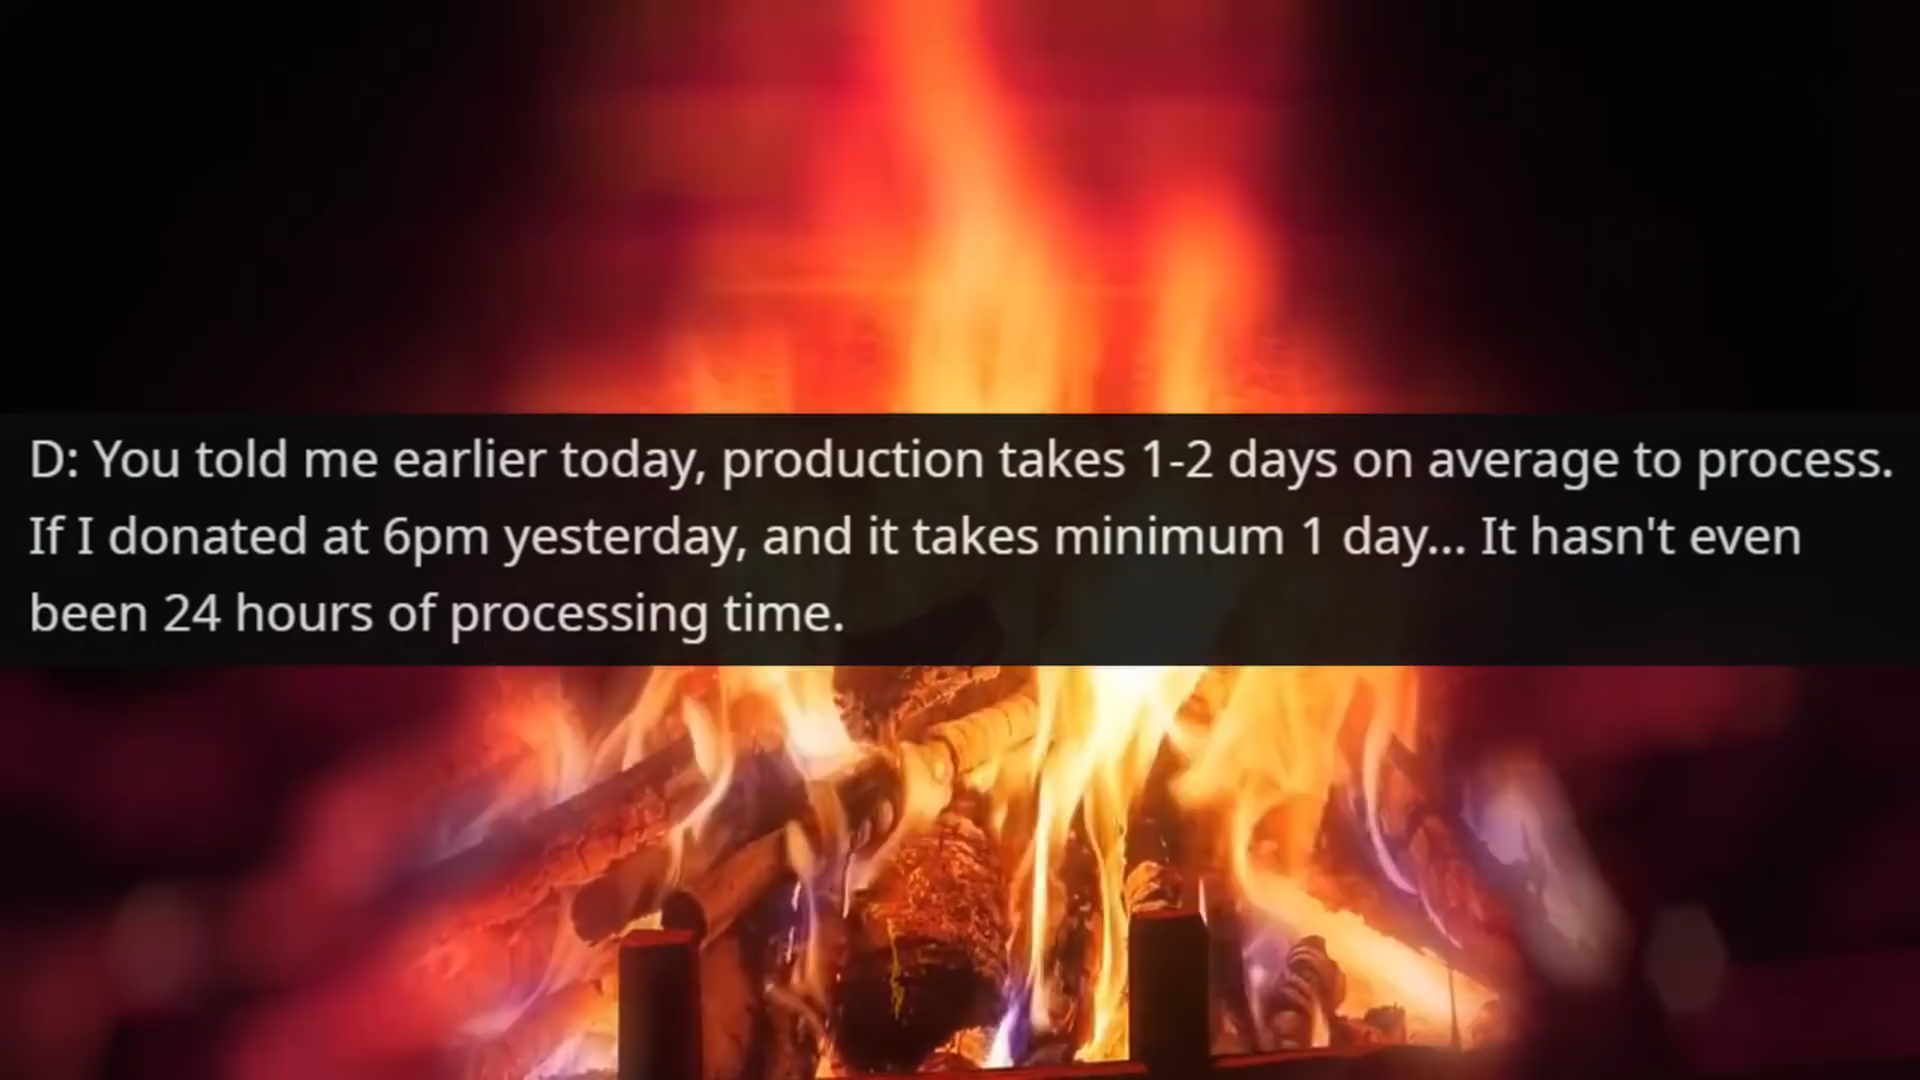 D: You told me earlier today, production takes 1-2 days on average to process.
If I donated at 6pm yesterday, and it takes minimum 1 day... It hasn't even
been 24 hours of processing time.